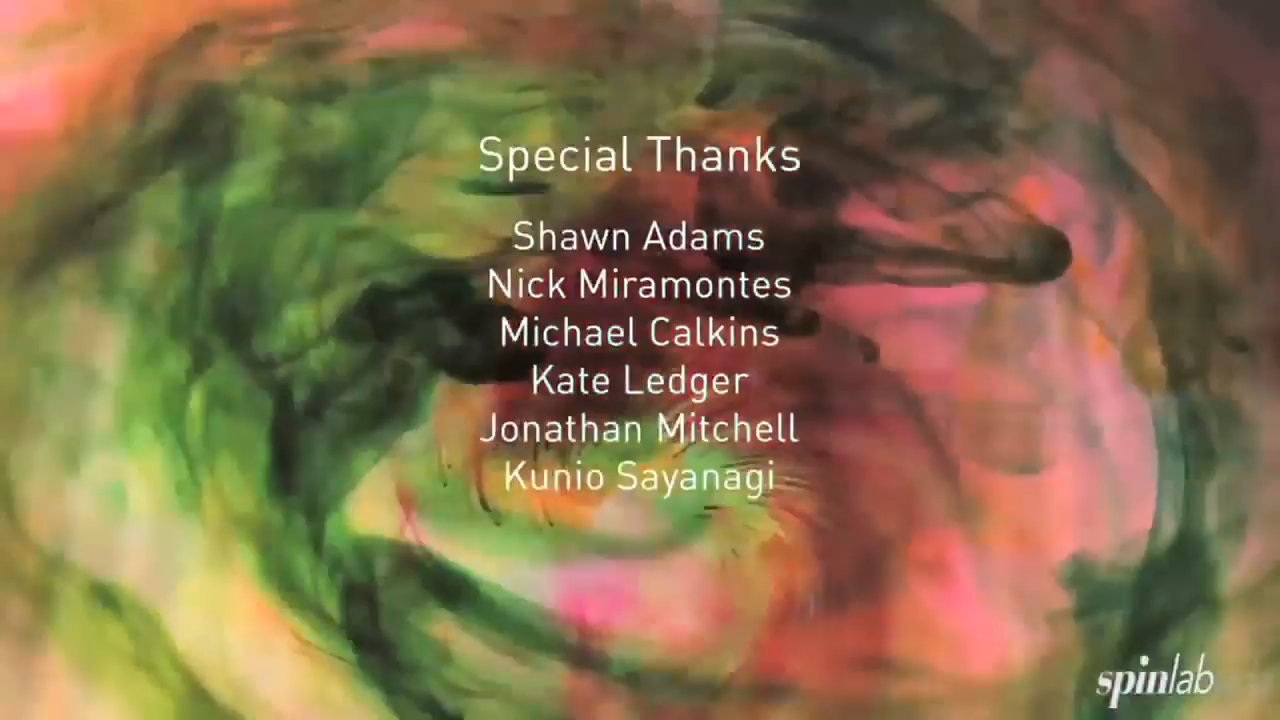 Special Thanks
Shawn Adams
Nick Miramontes
Michael Calkins
Kate Ledger
Jonathan Mitchell
Kunio Sayanagi
spinlab